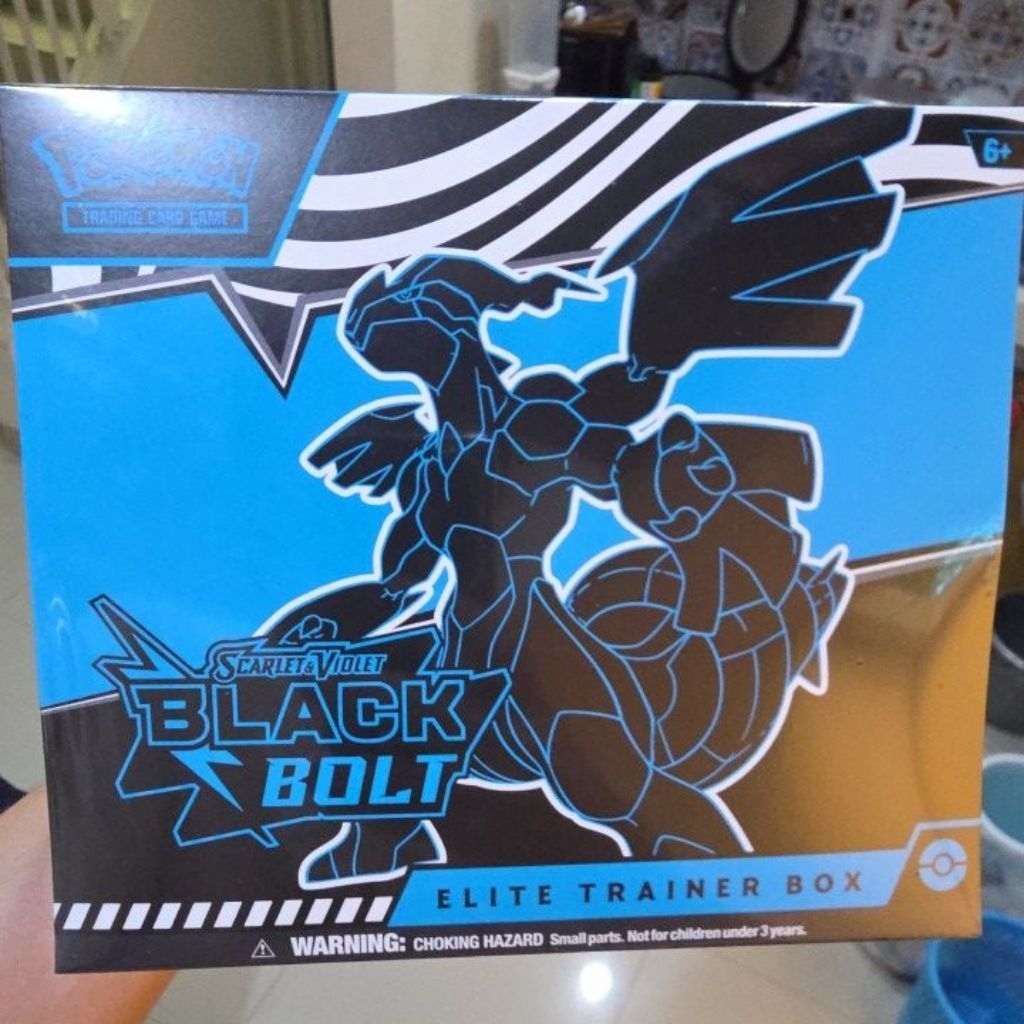 Pokémon
TRADING CARD GAME
6+
SCARLET & VIOLET
BLACK
BOLT
ELITE TRAINER BOX
WARNING: CHOKING HAZARD Small parts. Not for children under 3 years.